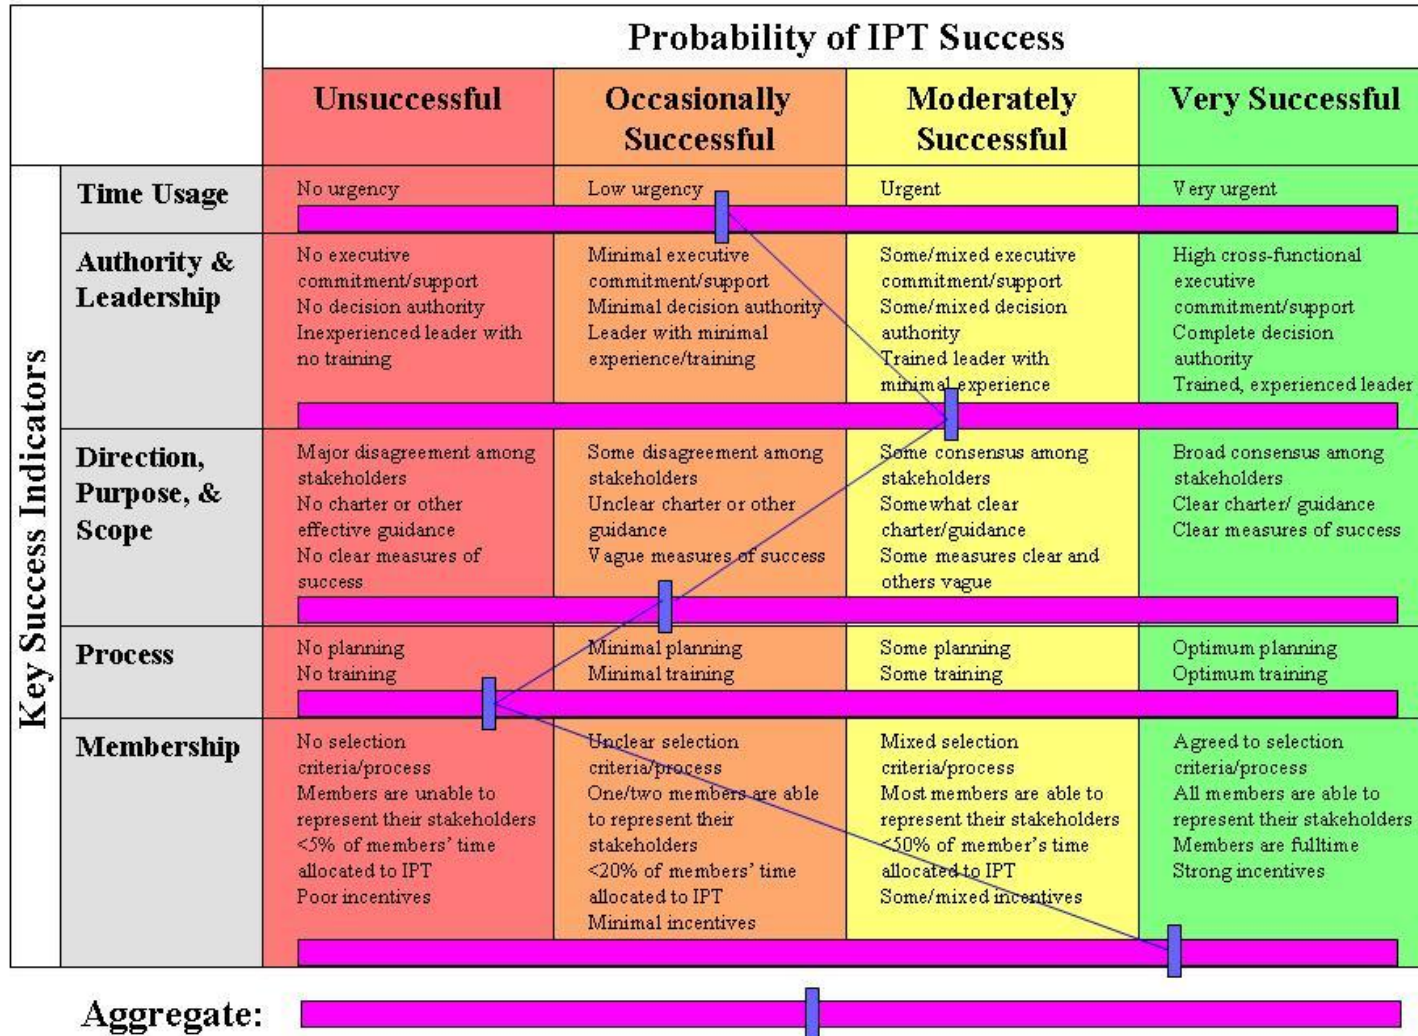 Probability of IPT Success
Unsuccessful
Occasionally
Successful
Moderately
Successful
Very Successful
Key Success Indicators
Time Usage
No urgency
Low urgency
Urgent
Very urgent
Authority &
Leadership
No executive
commitment/support
No decision authority
Inexperienced leader with
no training
Minimal executive
commitment/support
Minimal decision authority
Leader with minimal
experience/training
Some/mixed executive
commitment/support
Some/mixed decision
authority
Trained leader with
minimal experience
High cross-functional
executive
commitment/support
Complete decision
authority
Trained, experienced leader
Direction,
Purpose, &
Scope
Major disagreement among
stakeholders
No charter or other
effective guidance
No clear measures of
success
Some disagreement among
stakeholders
Unclear charter or other
guidance
Vague measures of success
Some consensus among
stakeholders
Somewhat clear
charter/guidance
Some measures clear and
others vague
Broad consensus among
stakeholders
Clear charter/ guidance
Clear measures of success
Process
No planning
No training
Minimal planning
Minimal training
Some planning
Some training
Optimum planning
Optimum training
Membership
No selection
criteria/process
Members are unable to
represent their stakeholders
<5% of members’ time
allocated to IPT
Poor incentives
Unclear selection
criteria/process
One/two members are able
to represent their
stakeholders
<20% of members’ time
allocated to IPT
Minimal incentives
Mixed selection
criteria/process
Most members are able to
represent their stakeholders
<50% of member’s time
allocated to IPT
Some/mixed incentives
Agreed to selection
criteria/process
All members are able to
represent their stakeholders
Members are fulltime
Strong incentives
Aggregate: